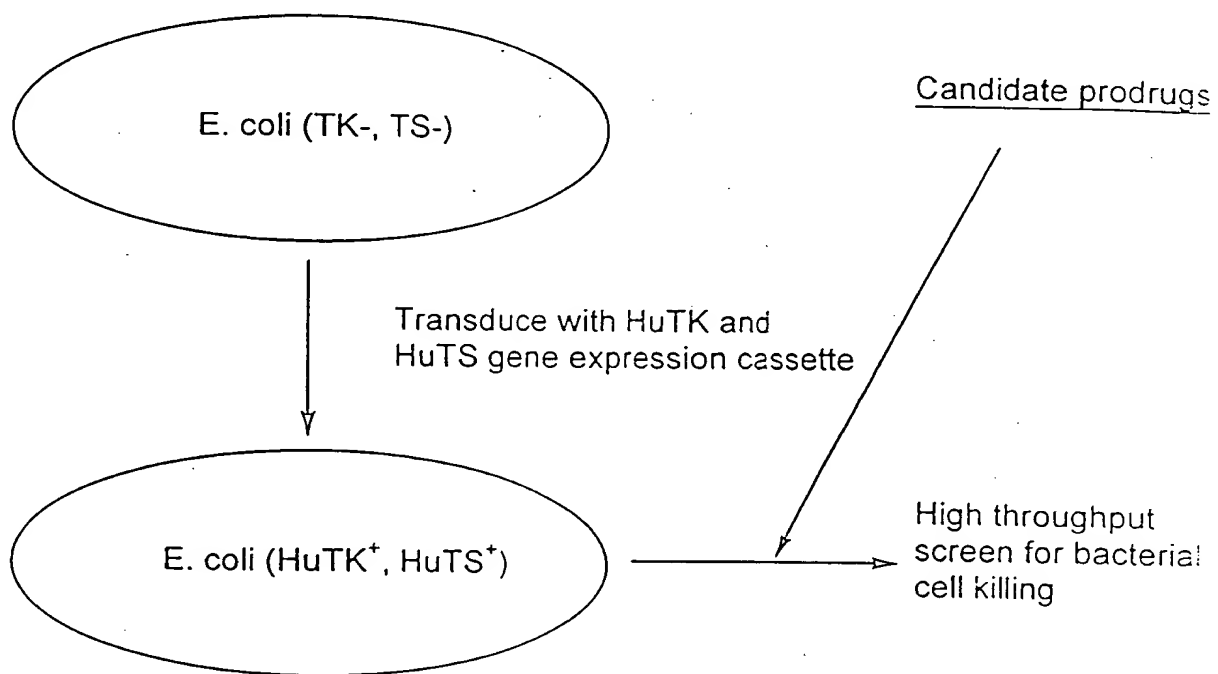 E. coli (TK-, TS-)
Candidate prodrugs
Transduce with HuTK and
HuTS gene expression cassette
E. coli (HuTK⁺, HuTS⁺)
High throughput
screen for bacterial
cell killing